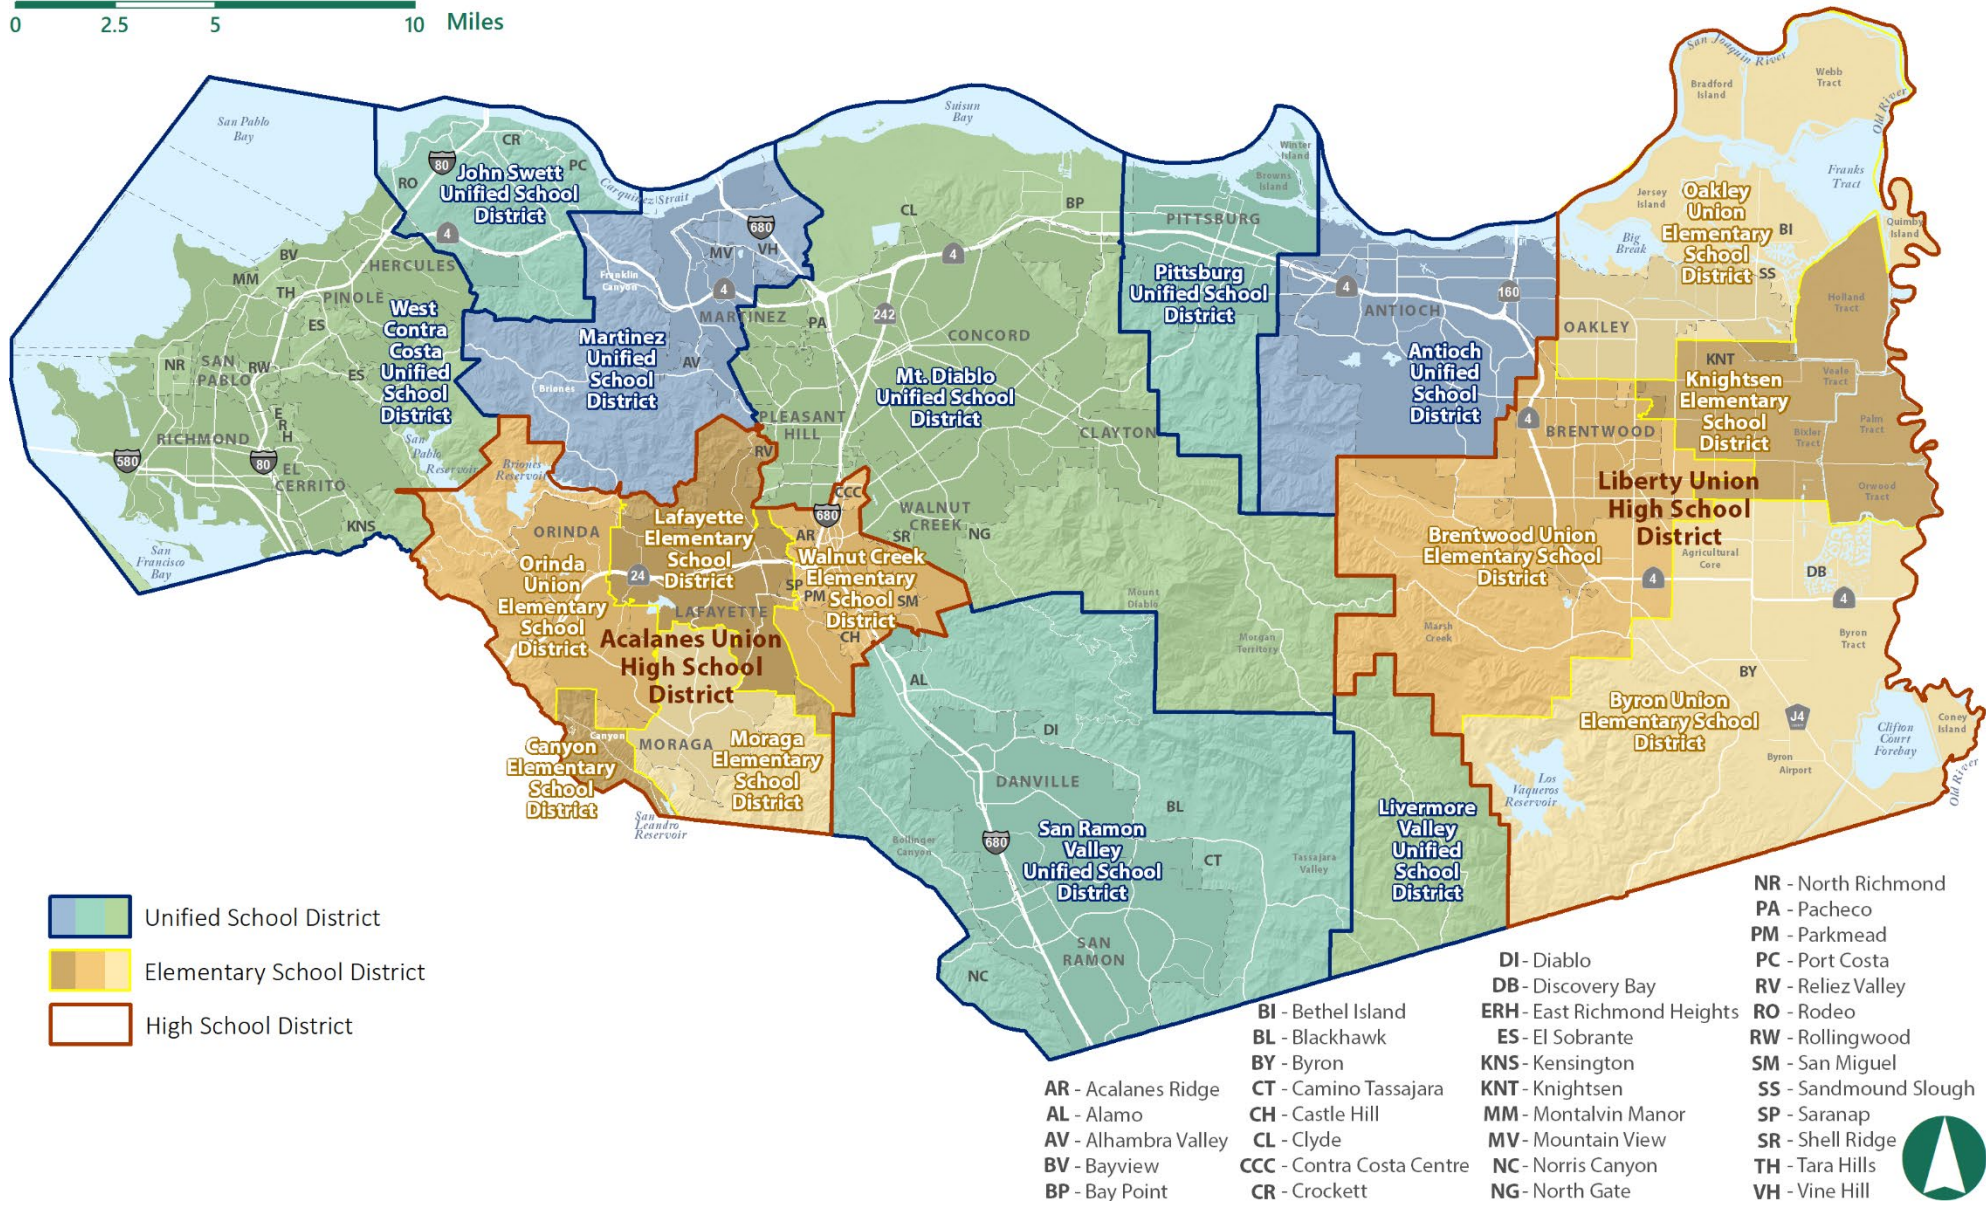 0 2.5 5 10 Miles
San Joaquin River
Bradford
Island
Webb
Tract
Old River
San Pablo
Bay
Suisun
Bay
Winter
Island
Browns
Island
Franks
Tract
CR
PC
RO
80
John Swett
Unified School
District
4
Carquinez Strait
680
MV
VH
CL
BP
4
PITTSBURG
Jersey
Island
Oakley
Union
Elementary
School
District
BI
SS
Quimby
Island
Big
Break
BV
MM
TH
HERCULES
PINOLE
ES
Franklin
Canyon
4
MARTINEZ
PA
242
CONCORD
Pittsburg
Unified School
District
4
160
ANTIOCH
OAKLEY
Holland
Tract
West
Contra
Costa
Unified
School
District
NR
SAN
PABLO
RW
ES
Martinez
Unified
School
District
AV
Briones
Mt. Diablo
Unified School
District
Antioch
Unified
School
District
KNT
Knightsen
Elementary
School
District
Veale
Tract
Palm
Tract
Bixler
Tract
Orwood
Tract
E
R
H
RICHMOND
580
80
EL
CERRITO
San
Pablo
Reservoir
Briones
Reservoir
PLEASANT
HILL
RV
CLAYTON
4
BRENTWOOD
Liberty Union
High School
District
KNS
San
Francisco
Bay
ORINDA
Lafayette
Elementary
School
District
CCC
680
AR
WALNUT
CREEK
SR
NG
Brentwood Union
Elementary School
District
Agricultural
Core
DB
4
4
Orinda
Union
Elementary
School
District
24
LAFAYETTE
SP
PM
Walnut Creek
Elementary
School
District
SM
CH
Mount
Diablo
Morgan
Territory
Marsh
Creek
Byron
Tract
Acalanes Union
High School
District
AL
BY
Byron Union
Elementary School
District
J4
Clifton
Court
Forebay
Coney
Island
Old River
Byron
Airport
Los
Vaqueros
Reservoir
Canyon
Canyon
Elementary
School
District
MORAGA
Moraga
Elementary
School
District
San
Leandro
Reservoir
DI
DANVILLE
BL
Bollinger
Canyon
680
San Ramon
Valley
Unified School
District
CT
Tassajara
Valley
Livermore
Valley
Unified
School
District
SAN
RAMON
NC
Unified School District
Elementary School District
High School District
AR - Acalanes Ridge
AL - Alamo
AV - Alhambra Valley
BV - Bayview
BP - Bay Point
BI - Bethel Island
BL - Blackhawk
BY - Byron
CT - Camino Tassajara
CH - Castle Hill
CL - Clyde
CCC - Contra Costa Centre
CR - Crockett
DI - Diablo
DB - Discovery Bay
ERH - East Richmond Heights
ES - El Sobrante
KNS - Kensington
KNT - Knightsen
MM - Montalvin Manor
MV - Mountain View
NC - Norris Canyon
NG - North Gate
NR - North Richmond
PA - Pacheco
PM - Parkmead
PC - Port Costa
RV - Reliez Valley
RO - Rodeo
RW - Rollingwood
SM - San Miguel
SS - Sandmound Slough
SP - Saranap
SR - Shell Ridge
TH - Tara Hills
VH - Vine Hill